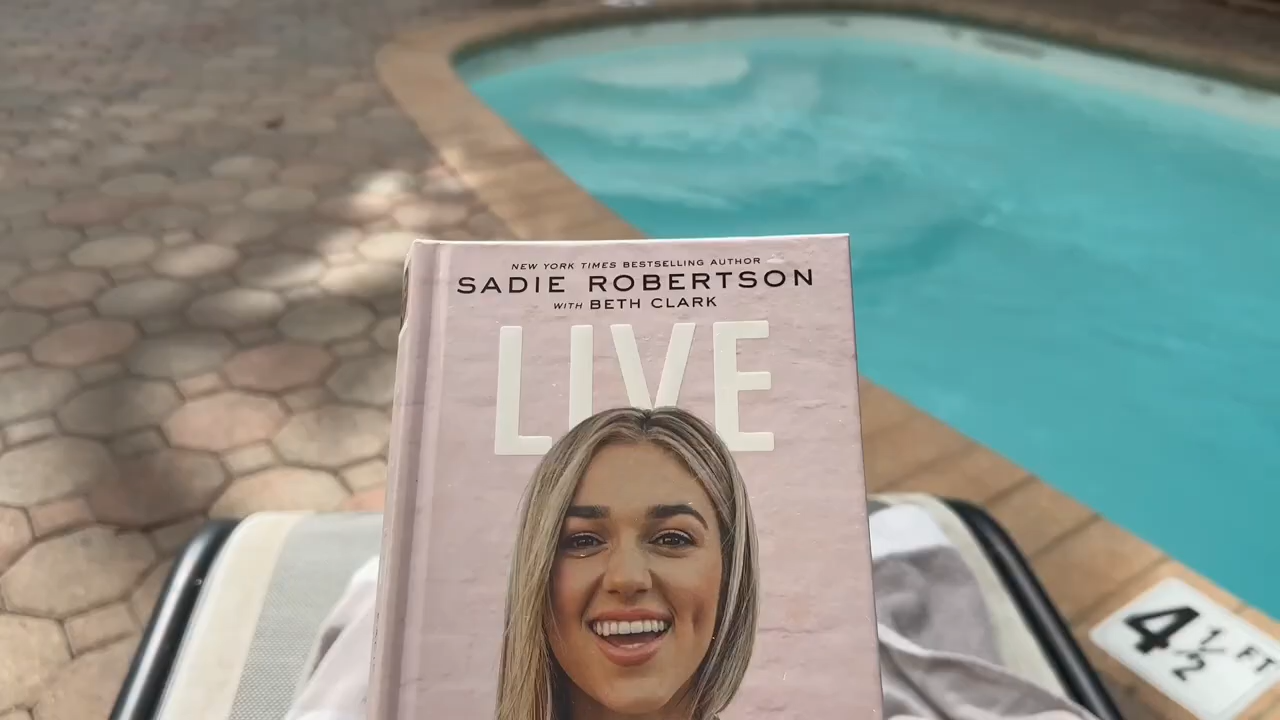 NEW YORK TIMES BESTSELLING AUTHOR
SADIE ROBERTSON
WITH BETH CLARK
LIVE
4 1/2 FT